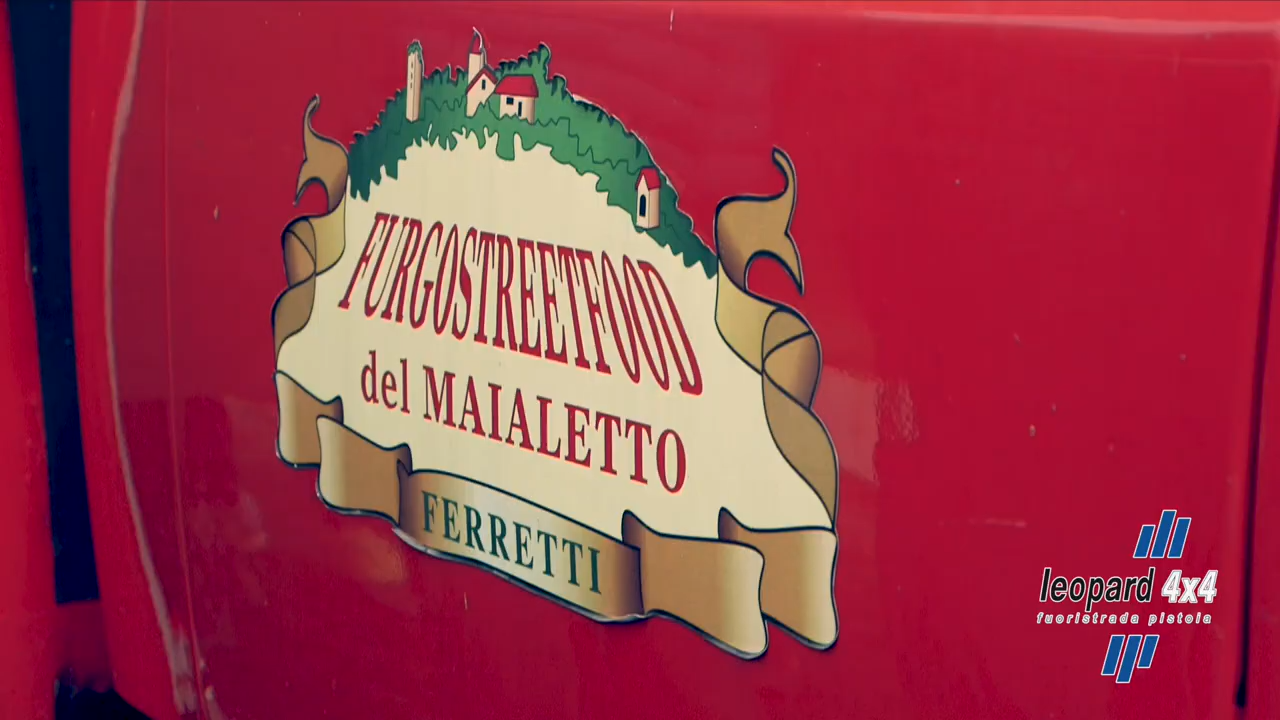 FURGOSTREETFOOD
del MAIALETTO
FERRETTI
leopard 4x4
fuoristrada pistoia